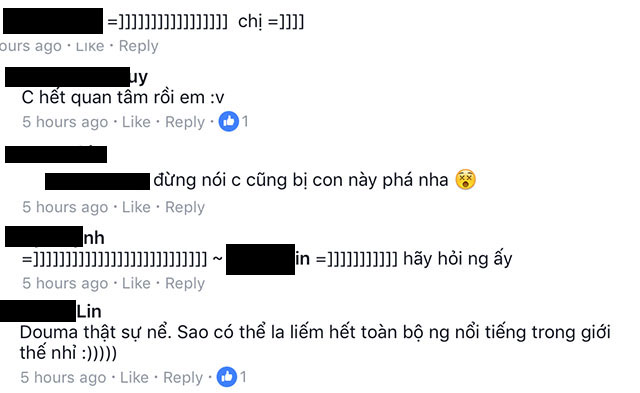 =]]]]]]]]]]]]]]]]]] chị =]]]]
ours ago · Like · Reply
uy
C hết quan tâm rồi em :v
5 hours ago · Like · Reply · 1
đừng nói c cũng bị con này phá nha 😵
5 hours ago · Like · Reply
nh
=]]]]]]]]]]]]]]]]]]]]]]]]]]] ~ in =]]]]]]]]]]] hãy hỏi ng ấy
5 hours ago · Like · Reply
Lin
Douma thật sự nể. Sao có thể la liếm hết toàn bộ ng nổi tiếng trong giới
thế nhỉ :)))))
5 hours ago · Like · Reply · 1